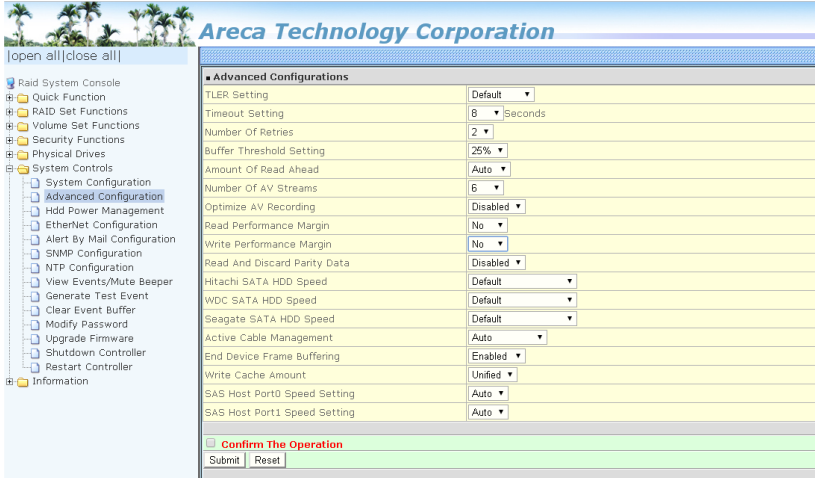 Areca Technology Corporation
|open all|close all|
Raid System Console
Quick Function
RAID Set Functions
Volume Set Functions
Security Functions
Physical Drives
System Controls
System Configuration
Advanced Configuration
Hdd Power Management
EtherNet Configuration
Alert By Mail Configuration
SNMP Configuration
NTP Configuration
View Events/Mute Beeper
Generate Test Event
Clear Event Buffer
Modify Password
Upgrade Firmware
Shutdown Controller
Restart Controller
Information
Advanced Configurations
TLER Setting Default
Timeout Setting 8 Seconds
Number Of Retries 2
Buffer Threshold Setting 25%
Amount Of Read Ahead Auto
Number Of AV Streams 6
Optimize AV Recording Disabled
Read Performance Margin No
Write Performance Margin No
Read And Discard Parity Data Disabled
Hitachi SATA HDD Speed Default
WDC SATA HDD Speed Default
Seagate SATA HDD Speed Default
Active Cable Management Auto
End Device Frame Buffering Enabled
Write Cache Amount Unified
SAS Host Port0 Speed Setting Auto
SAS Host Port1 Speed Setting Auto
Confirm The Operation
Submit Reset